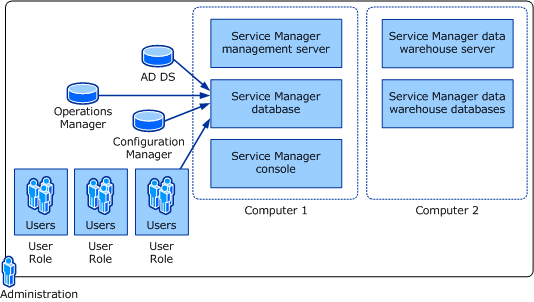 Service Manager
management server
Service Manager data
warehouse server
AD DS
Operations
Manager
Service Manager
database
Service Manager data
warehouse databases
Configuration
Manager
Service Manager
console
Users
Users
Users
Computer 1
Computer 2
User
Role
User
Role
User
Role
Administration